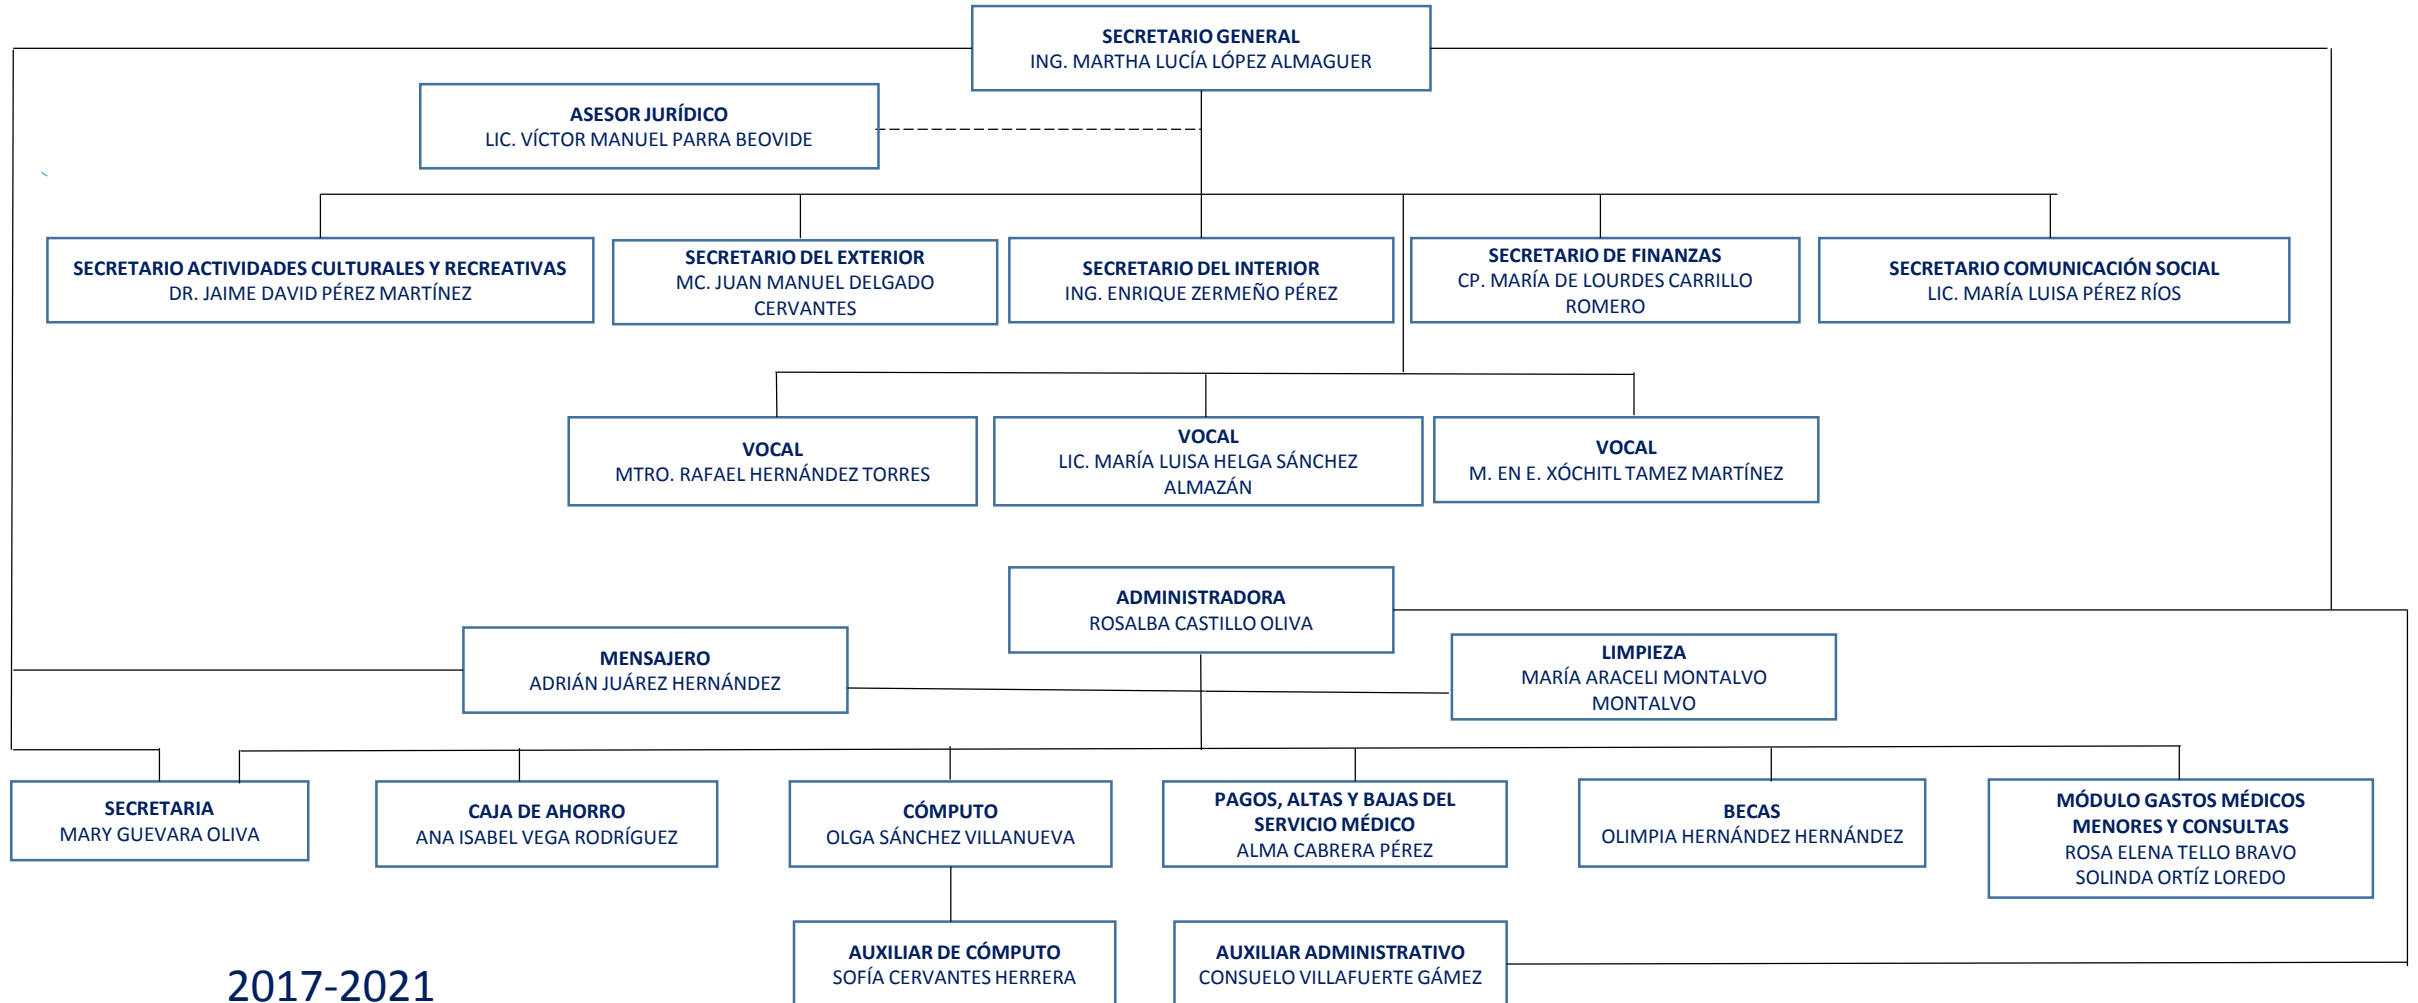 SECRETARIO GENERAL
ING. MARTHA LUCÍA LÓPEZ ALMAGUER
ASESOR JURÍDICO
LIC. VÍCTOR MANUEL PARRA BEOVIDE
SECRETARIO ACTIVIDADES CULTURALES Y RECREATIVAS
DR. JAIME DAVID PÉREZ MARTÍNEZ
SECRETARIO DEL EXTERIOR
MC. JUAN MANUEL DELGADO
CERVANTES
SECRETARIO DEL INTERIOR
ING. ENRIQUE ZERMEÑO PÉREZ
SECRETARIO DE FINANZAS
CP. MARÍA DE LOURDES CARRILLO
ROMERO
SECRETARIO COMUNICACIÓN SOCIAL
LIC. MARÍA LUISA PÉREZ RÍOS
VOCAL
MTRO. RAFAEL HERNÁNDEZ TORRES
VOCAL
LIC. MARÍA LUISA HELGA SÁNCHEZ
ALMAZÁN
VOCAL
M. EN E. XÓCHITL TAMEZ MARTÍNEZ
ADMINISTRADORA
ROSALBA CASTILLO OLIVA
MENSAJERO
ADRIÁN JUÁREZ HERNÁNDEZ
LIMPIEZA
MARÍA ARACELI MONTALVO
MONTALVO
SECRETARIA
MARY GUEVARA OLIVA
CAJA DE AHORRO
ANA ISABEL VEGA RODRÍGUEZ
CÓMPUTO
OLGA SÁNCHEZ VILLANUEVA
PAGOS, ALTAS Y BAJAS DEL
SERVICIO MÉDICO
ALMA CABRERA PÉREZ
BECAS
OLIMPIA HERNÁNDEZ HERNÁNDEZ
MÓDULO GASTOS MÉDICOS
MENORES Y CONSULTAS
ROSA ELENA TELLO BRAVO
SOLINDA ORTÍZ LOREDO
AUXILIAR DE CÓMPUTO
SOFÍA CERVANTES HERRERA
AUXILIAR ADMINISTRATIVO
CONSUELO VILLAFUERTE GÁMEZ
2017-2021